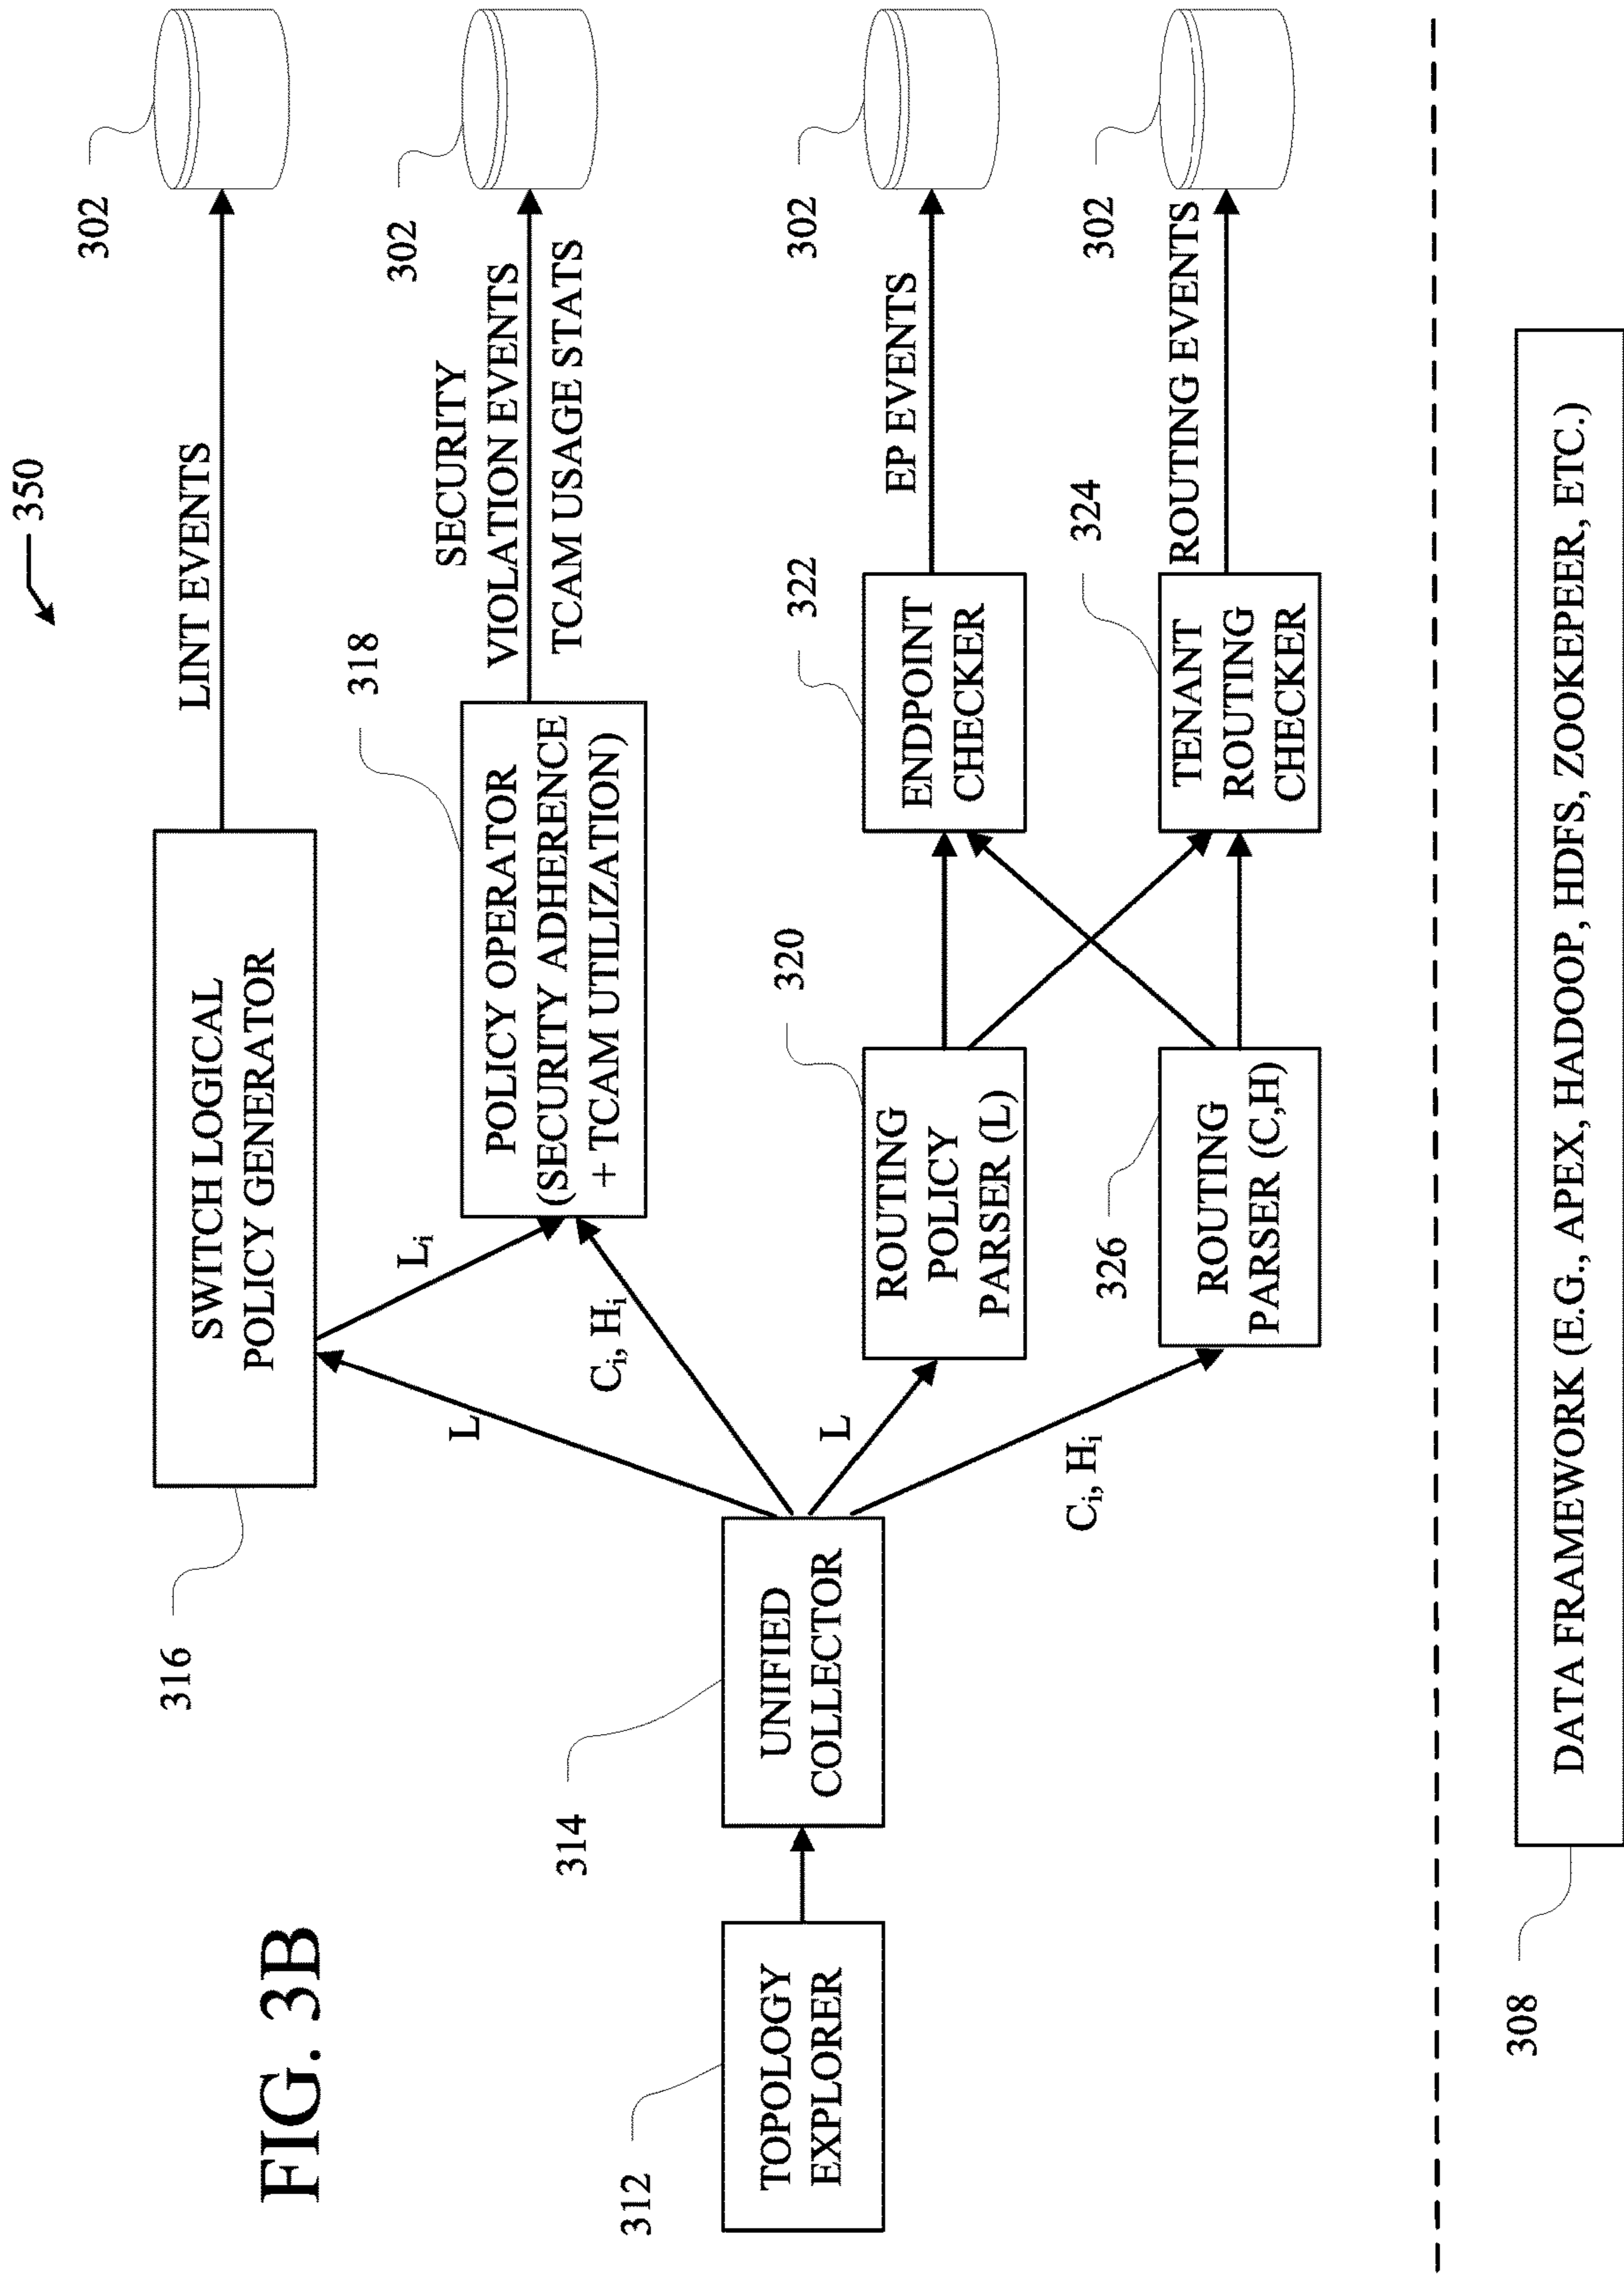 FIG. 3B
350
302
LINT EVENTS
SWITCH LOGICAL
POLICY GENERATOR
316
302
SECURITY
VIOLATION EVENTS
TCAM USAGE STATS
318
POLICY OPERATOR
(SECURITY ADHERENCE
+ TCAM UTILIZATION)
Li
L
Ci, Hi
312
TOPOLOGY
EXPLORER
314
UNIFIED
COLLECTOR
L
Ci, Hi
320
ROUTING
POLICY
PARSER (L)
322
ENDPOINT
CHECKER
EP EVENTS
302
326
ROUTING
PARSER (C,H)
324
TENANT
ROUTING
CHECKER
ROUTING EVENTS
302
308
DATA FRAMEWORK (E.G., APEX, HADOOP, HDFS, ZOOKEPEER, ETC.)